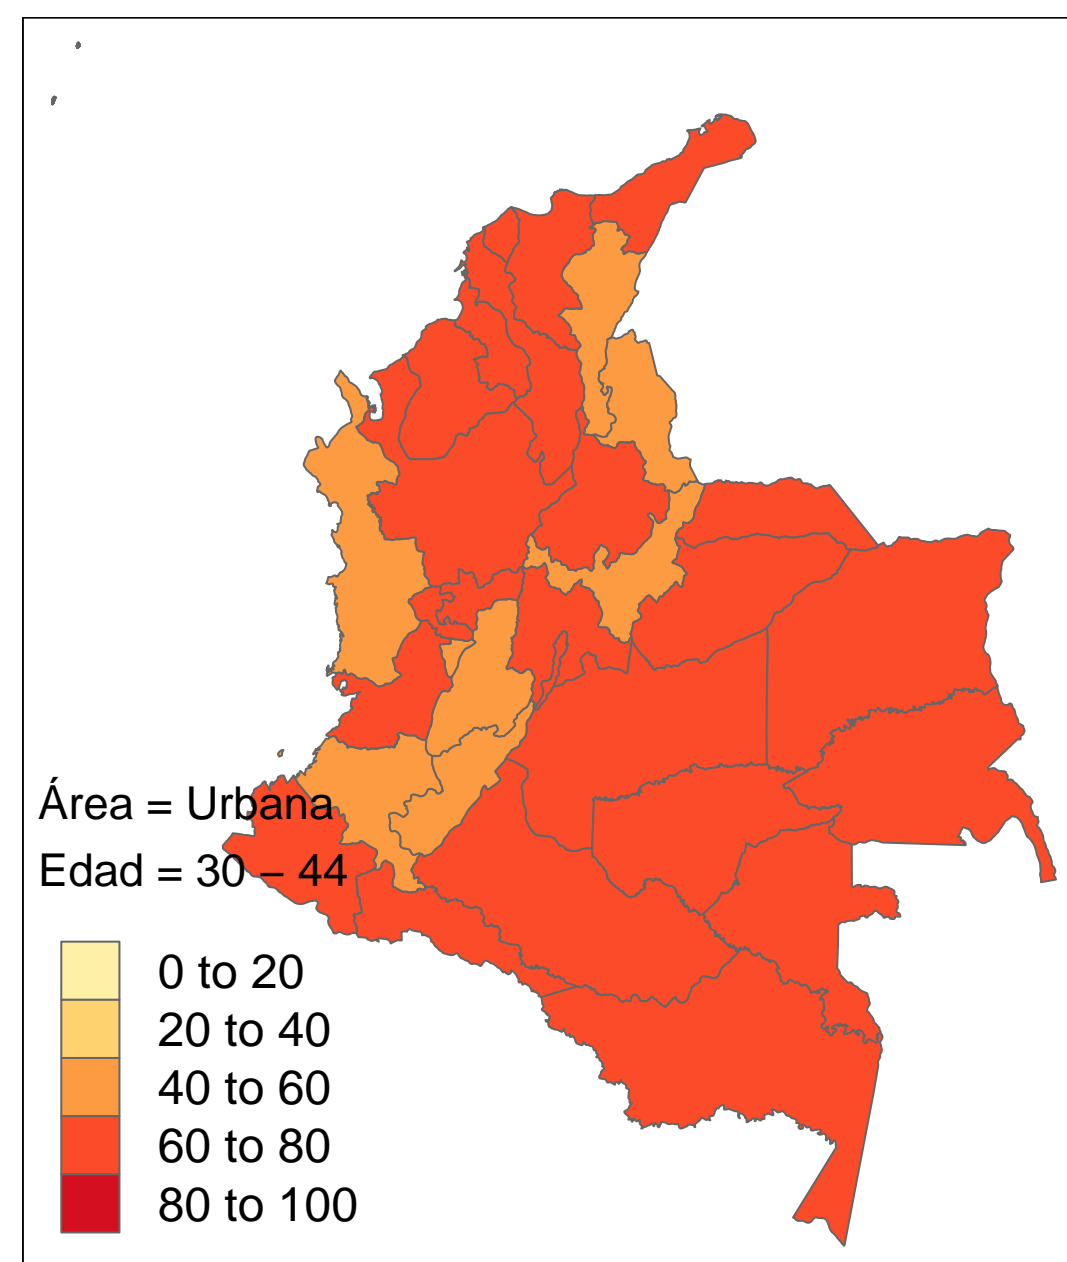 Área = Urbana
Edad = 30 – 44
0 to 20
20 to 40
40 to 60
60 to 80
80 to 100